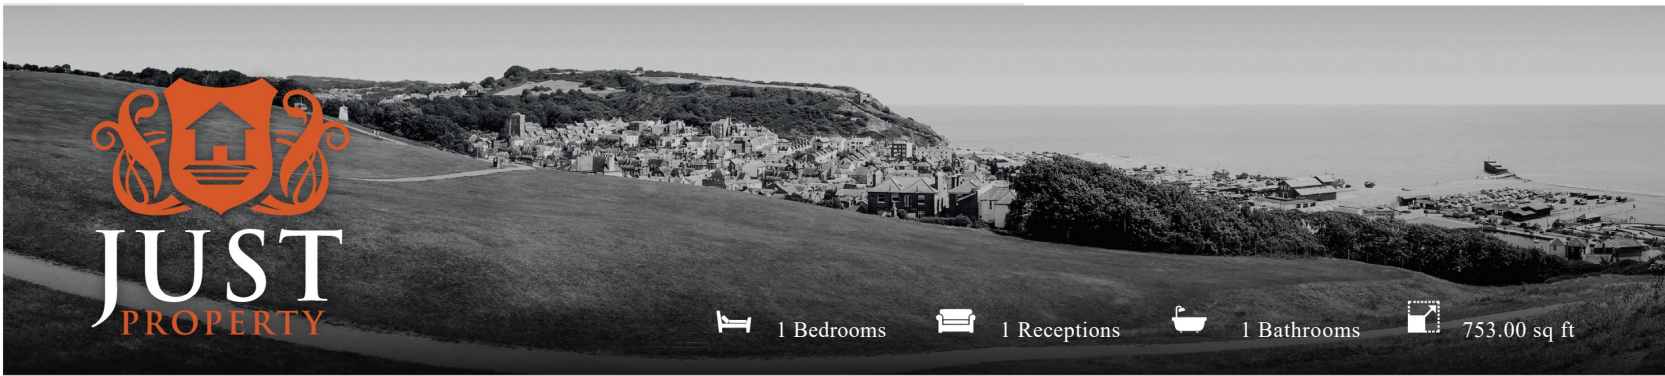 JUST
PROPERTY
1 Bedrooms 1 Receptions 1 Bathrooms 753.00 sq ft